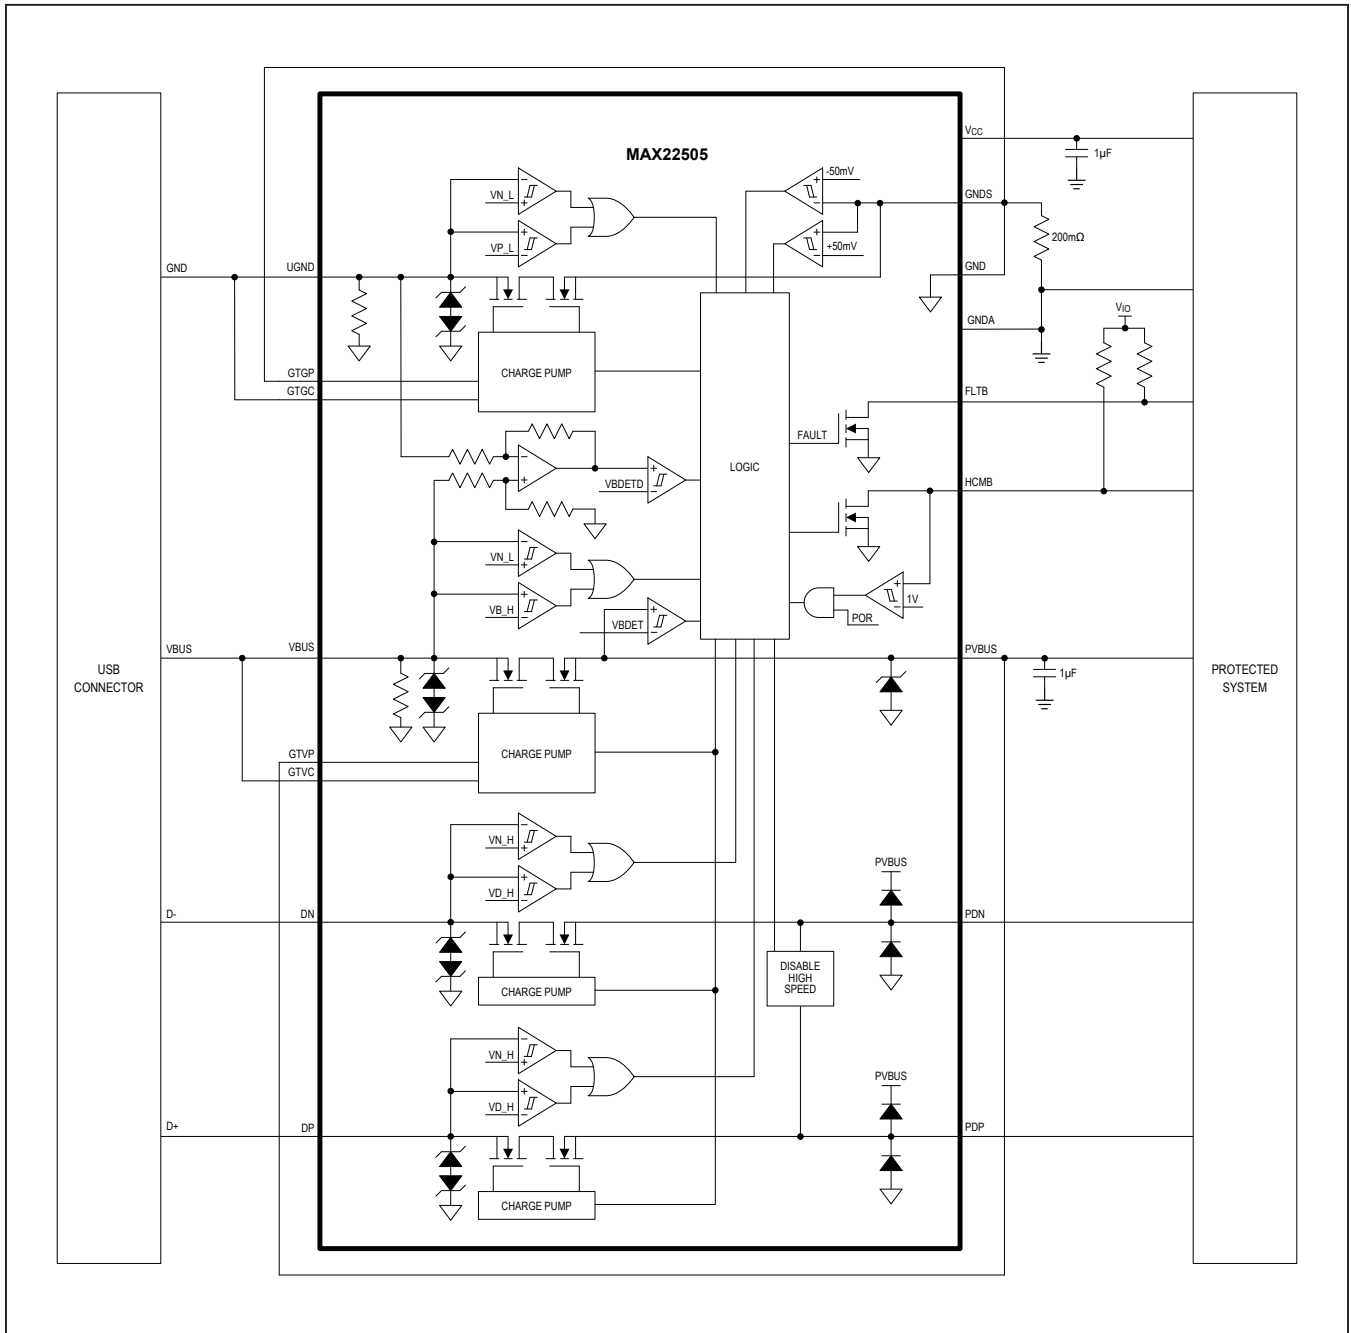 MAX22505
VCC
1µF
-50mV
VN_L
GNDS
VP_L
+50mV
200mΩ
GND
UGND
GND
GNDA
VIO
GTGP
CHARGE PUMP
GTGC
FLTB
FAULT
LOGIC
VBDETD
HCMB
VN_L
1V
VB_H
POR
VBDET
VBUS
VBUS
PVBUS
USB
CONNECTOR
1µF
PROTECTED
SYSTEM
GTVP
CHARGE PUMP
GTVC
VN_H
PVBUS
VD_H
D-
DN
PDN
DISABLE
HIGH
SPEED
CHARGE PUMP
VN_H
PVBUS
VD_H
D+
DP
PDP
CHARGE PUMP